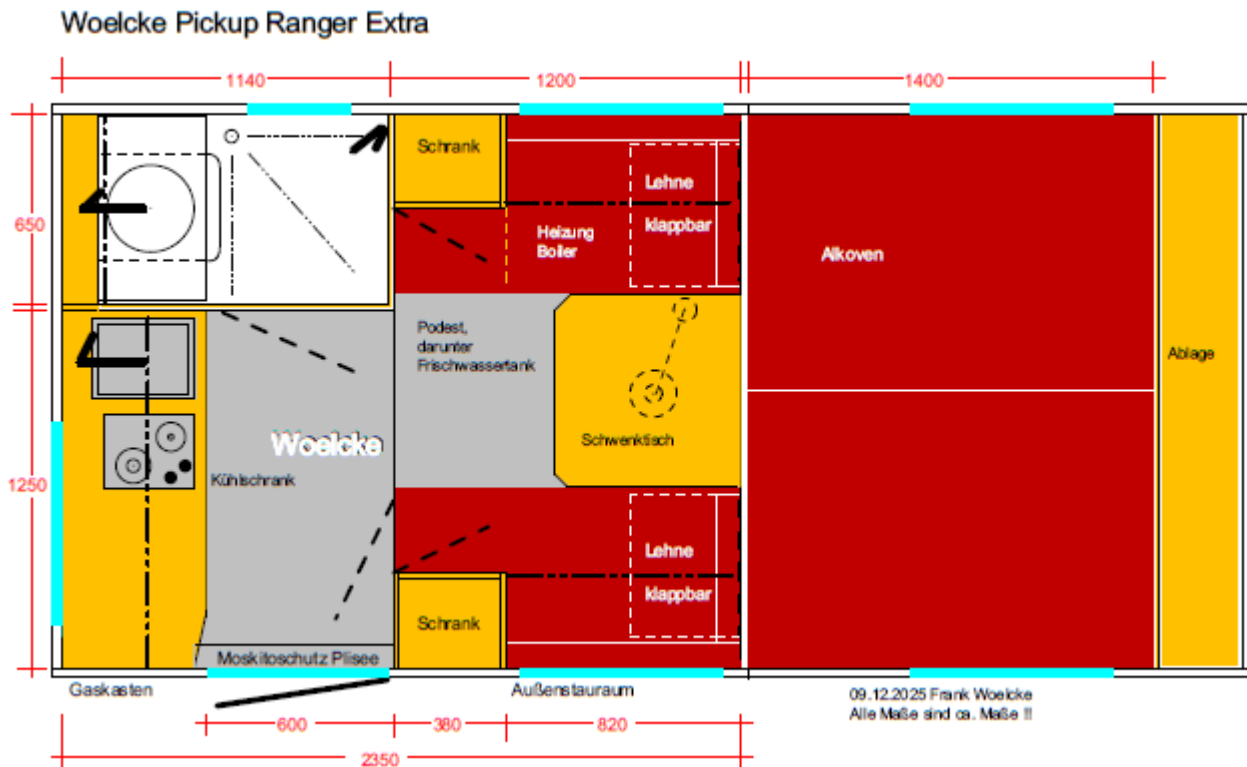 Woelcke Pickup Ranger Extra
1140
1200
1400
Schrank
Lehne
klappbar
650
Heizung
Boiler
Alkoven
Podest,
darunter
Frischwassertank
Ablage
Schwenktisch
Woelcke
Kühlschrank
1250
Lehne
klappbar
Schrank
Moskitoschutz Plisee
Gaskasten
Außenstauraum
09.12.2025 Frank Woelcke
Alle Maße sind ca. Maße !!
600
380
820
2350